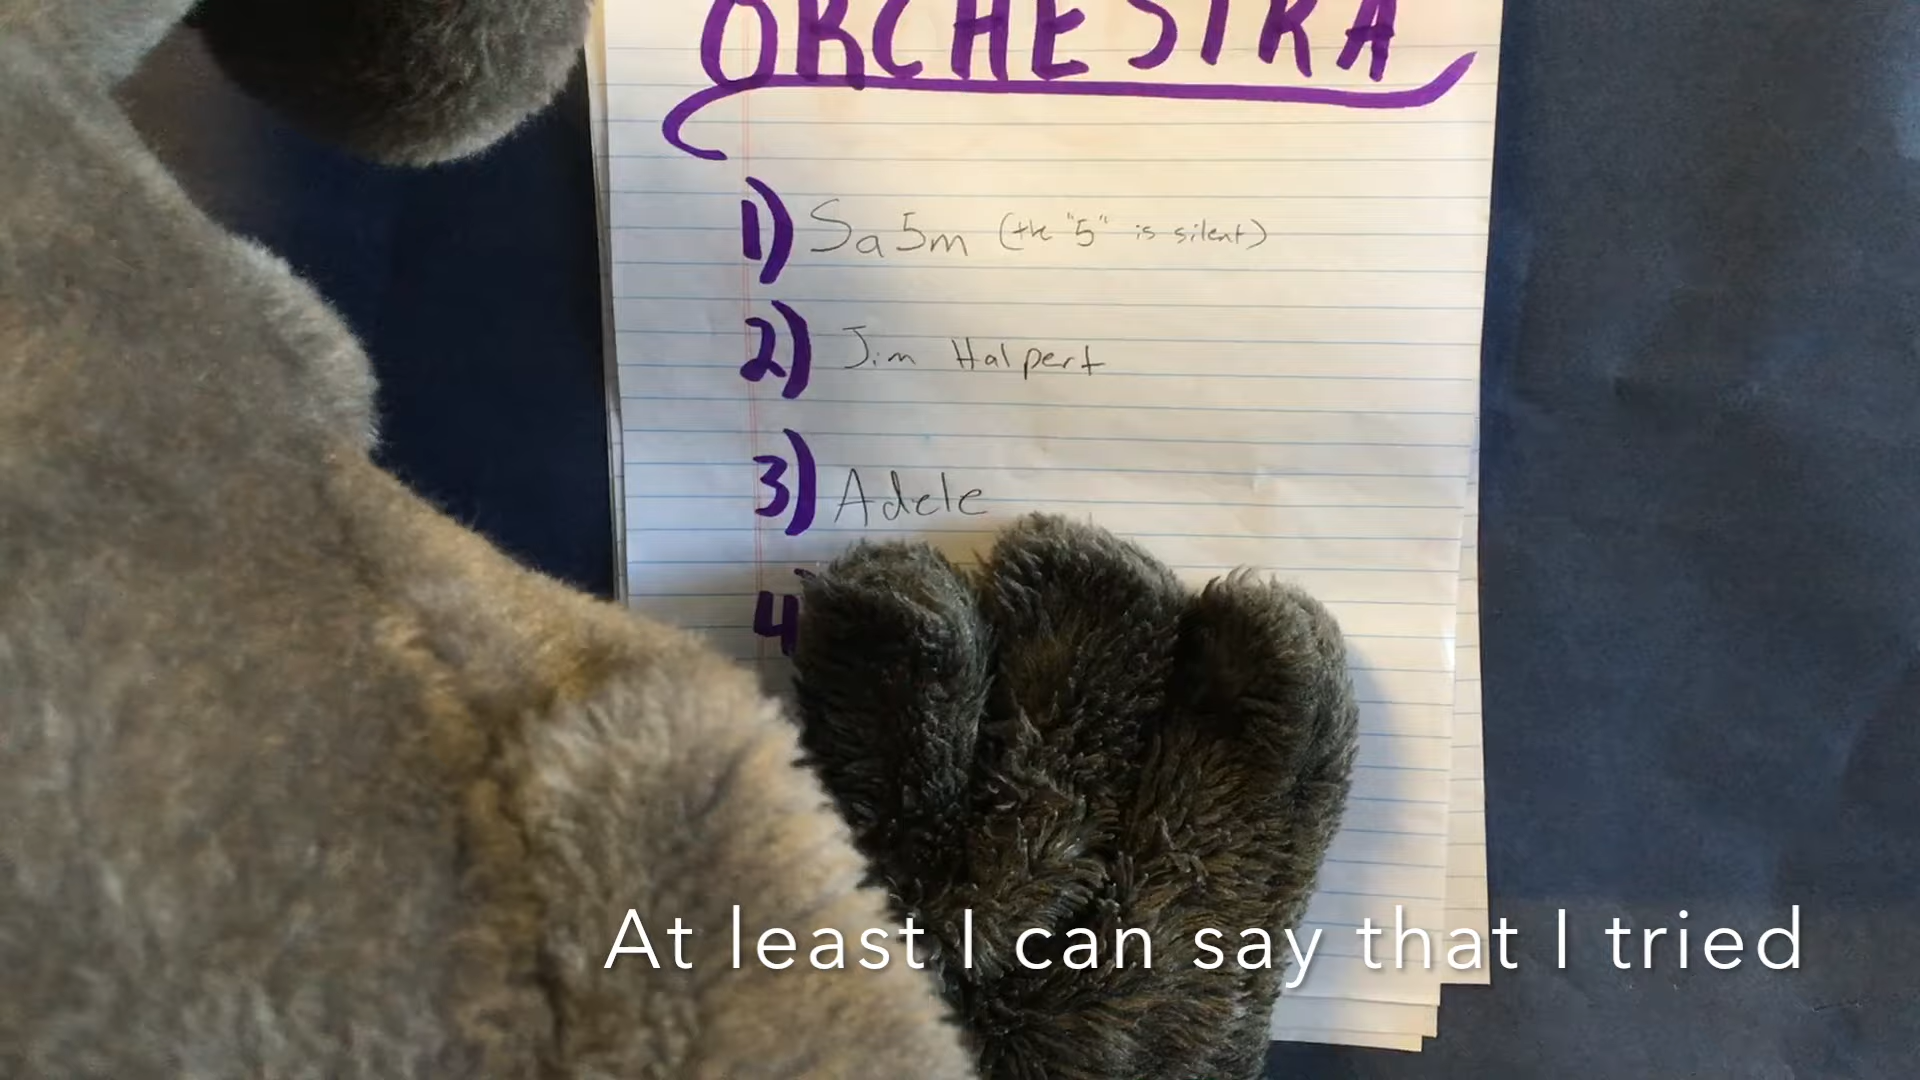 ORCHESTRA
1) Sa5m (the "5" is silent)
2) Jim Halpert
3) Adele
4
At least I can say that I tried